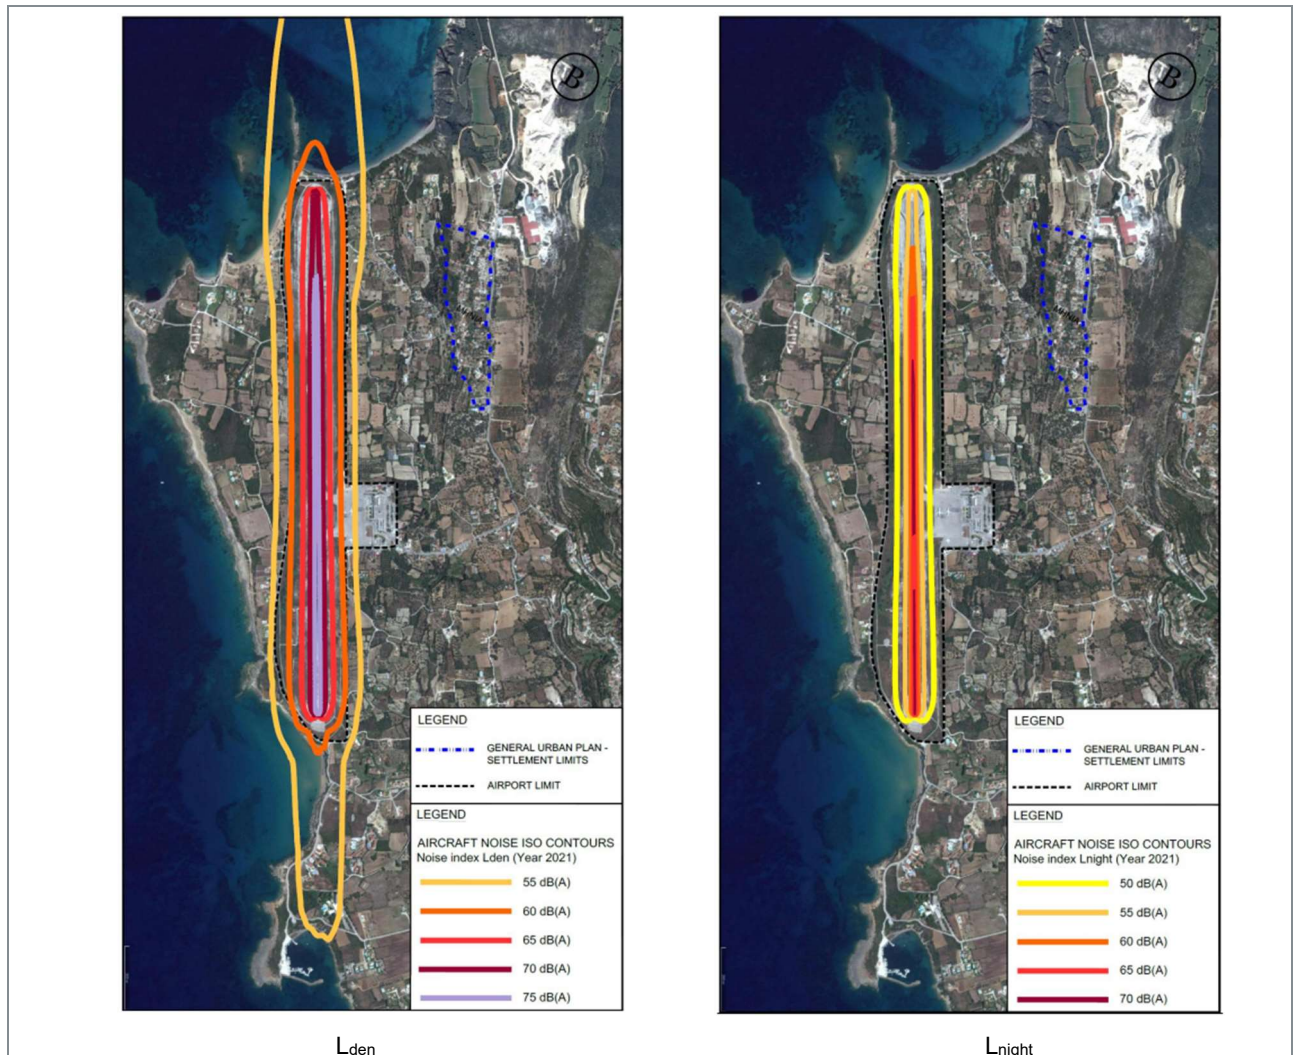 B
LEGEND
GENERAL URBAN PLAN -
SETTLEMENT LIMITS
AIRPORT LIMIT
LEGEND
AIRCRAFT NOISE ISO CONTOURS
Noise index Lden (Year 2021)
55 dB(A)
60 dB(A)
65 dB(A)
70 dB(A)
75 dB(A)
Lden
B
LEGEND
GENERAL URBAN PLAN -
SETTLEMENT LIMITS
AIRPORT LIMIT
LEGEND
AIRCRAFT NOISE ISO CONTOURS
Noise index Lnight (Year 2021)
50 dB(A)
55 dB(A)
60 dB(A)
65 dB(A)
70 dB(A)
Lnight